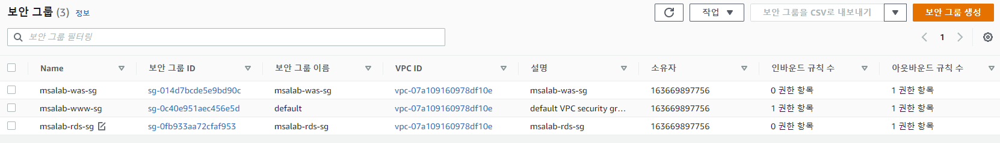 보안 그룹 (3) 정보
작업
보안 그룹을 CSV로 내보내기
보안 그룹 생성
보안 그룹 필터링
1
Name 보안 그룹 ID 보안 그룹 이름 VPC ID 설명 소유자 인바운드 규칙 수 아웃바운드 규칙 수
msalab-was-sg sg-014d7bcde5e9bd90c msalab-was-sg vpc-07a109160978df10e msalab-was-sg 163669897756 0 권한 항목 1 권한 항목
msalab-www-sg sg-0c40e951aec456e5d default vpc-07a109160978df10e default VPC security gr... 163669897756 1 권한 항목 1 권한 항목
msalab-rds-sg sg-0fb933aa72cfaf953 msalab-rds-sg vpc-07a109160978df10e msalab-rds-sg 163669897756 0 권한 항목 1 권한 항목